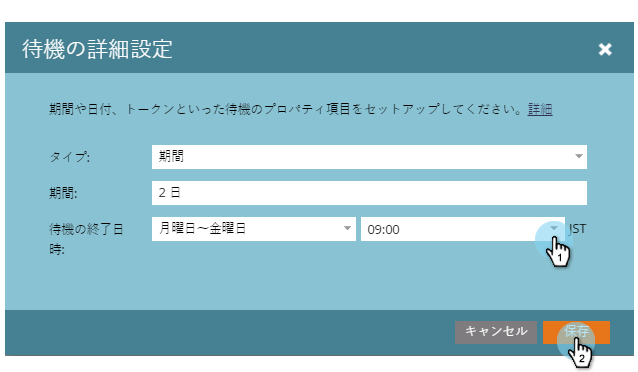 待機の詳細設定 ✖
期間や日付、トークンといった待機のプロパティ項目をセットアップしてください。詳細
タイプ: 期間
期間: 2 日
待機の終了日 月曜日～金曜日 09:00 JST
時:
1
キャンセル 保存
2